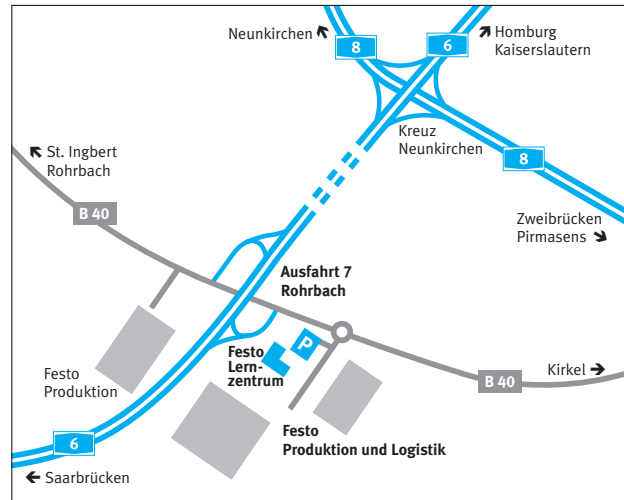 Neunkirchen
8
6
Homburg
Kaiserslautern
Kreuz
Neunkirchen
8
St. Ingbert
Rohrbach
B 40
Zweibrücken
Pirmasens
Ausfahrt 7
Rohrbach
P
Festo
Lern-
zentrum
Festo
Produktion
Kirkel
B 40
Festo
Produktion und Logistik
6
Saarbrücken